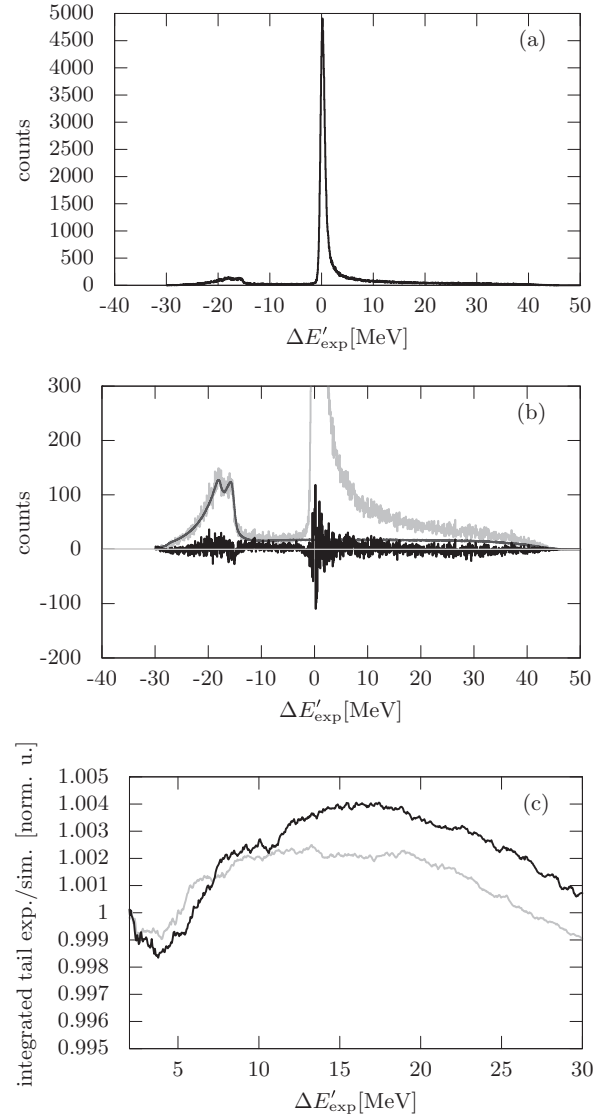 5000
4500
4000
3500
3000
2500
2000
1500
1000
500
0
counts
(a)
-40 -30 -20 -10 0 10 20 30 40 50
ΔE′exp[MeV]
300
200
100
0
-100
-200
counts
(b)
-40 -30 -20 -10 0 10 20 30 40 50
ΔE′exp[MeV]
integrated tail exp./sim. [norm. u.]
1.005
1.004
1.003
1.002
1.001
1
0.999
0.998
0.997
0.996
0.995
(c)
5 10 15 20 25 30
ΔE′exp[MeV]